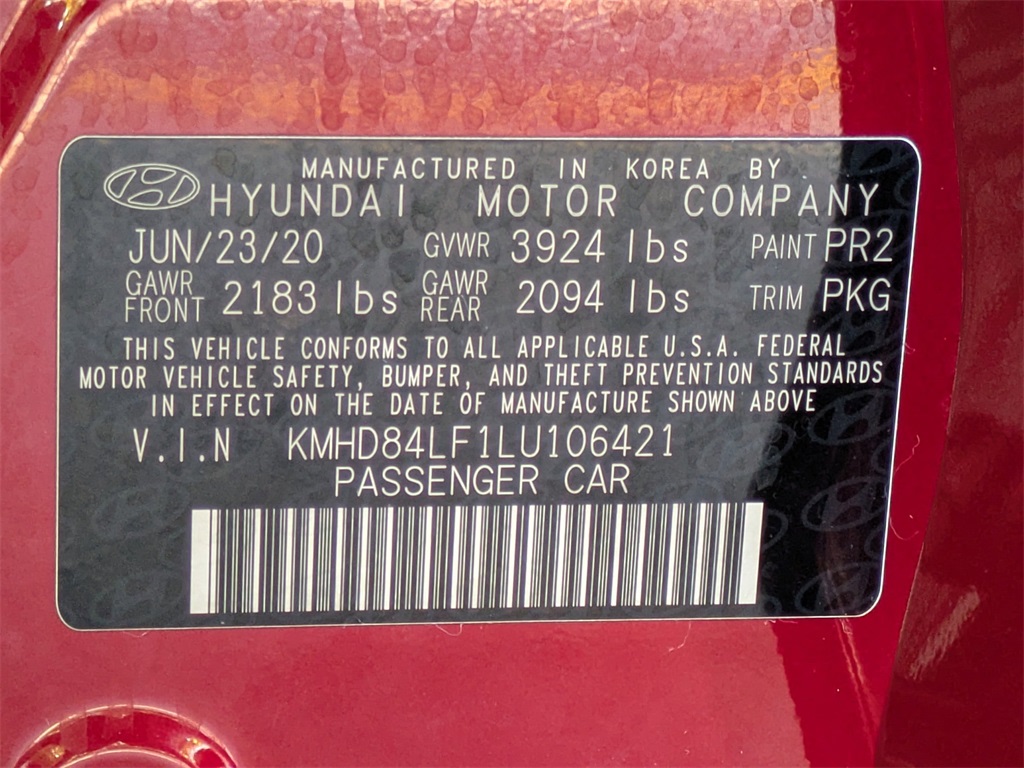 MANUFACTURED IN KOREA BY
HYUNDAI MOTOR COMPANY
JUN/23/20 GVWR 3924 lbs PAINT PR2
GAWR FRONT 2183 lbs GAWR REAR 2094 lbs TRIM PKG
THIS VEHICLE CONFORMS TO ALL APPLICABLE U.S.A. FEDERAL
MOTOR VEHICLE SAFETY, BUMPER, AND THEFT PREVENTION STANDARDS
IN EFFECT ON THE DATE OF MANUFACTURE SHOWN ABOVE
V.I.N KMHD84LF1LU106421
PASSENGER CAR